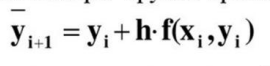 y̅ᵢ₊₁ = yᵢ + h·f(xᵢ,yᵢ)